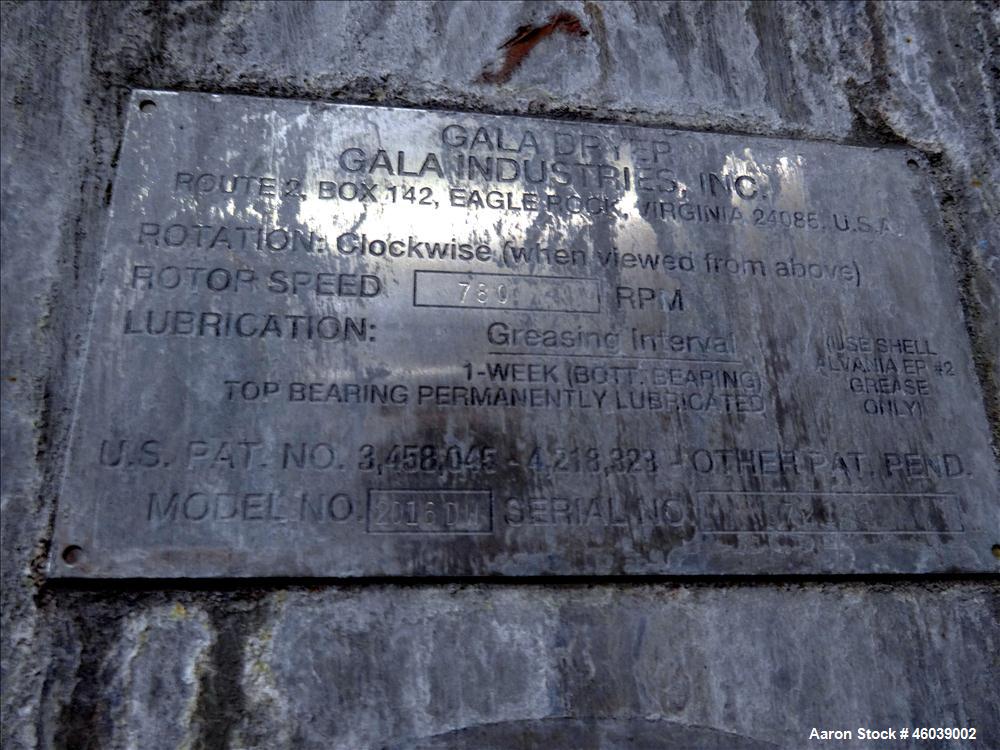 GALA DRYER
GALA INDUSTRIES, INC.
ROUTE 2, BOX 142, EAGLE ROCK, VIRGINIA 24085, U.S.A.
ROTATION: Clockwise (when viewed from above)
ROTOR SPEED 780 RPM
LUBRICATION: Greasing Interval
1-WEEK (BOTT. BEARING)
TOP BEARING PERMANENTLY LUBRICATED
(USE SHELL
ALVANIA EP #2
GREASE
ONLY)
U.S. PAT. NO. 3,458,045 - 4,218,323 - OTHER PAT. PEND.
MODEL NO. 2016 SERIAL NO.
Aaron Stock # 46039002